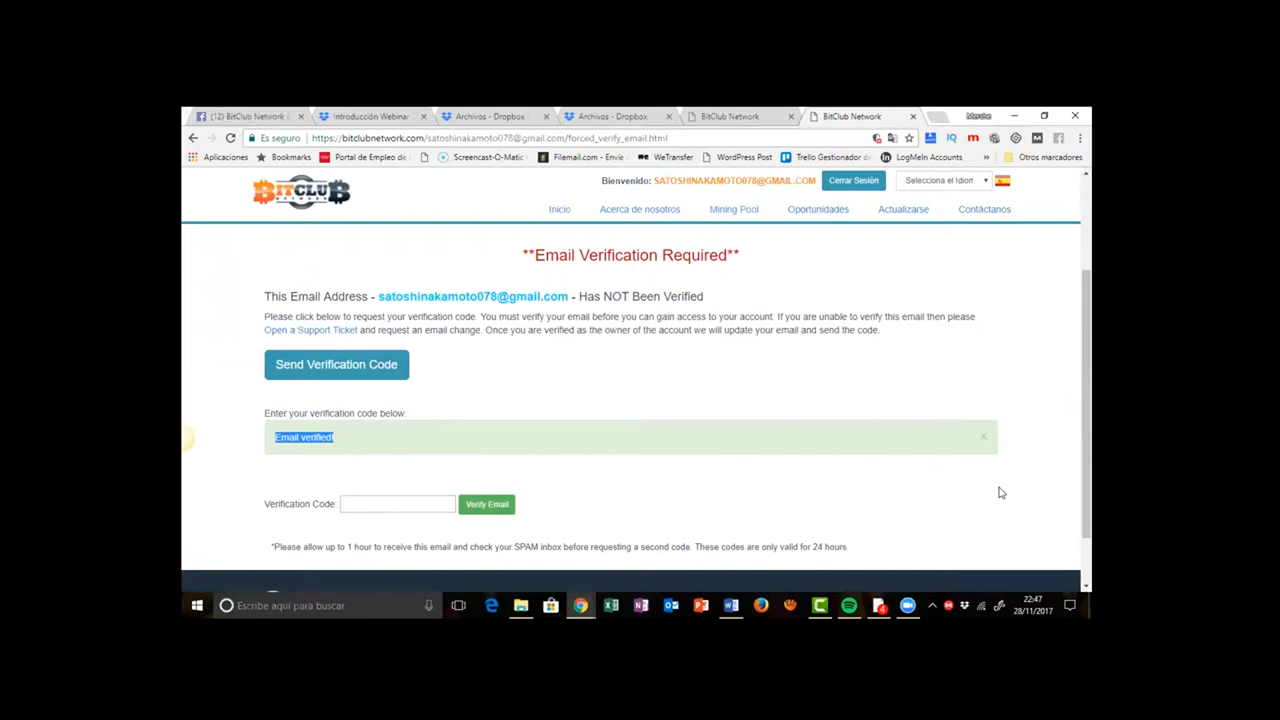 (12) BitClub Network (
Introducción Webinar
Archivos - Dropbox
Archivos - Dropbox
BitClub Network
BitClub Network
Merche
Es seguro
https://bitclubnetwork.com/satoshinakamoto078@gmail.com/forced_verify_email.html
Aplicaciones
Bookmarks
Portal de Empleo de
Screencast-O-Matic -
Filemail.com - Envíe
WeTransfer
WordPress Post
Trello Gestionador
LogMeIn Accounts
Otros marcadores
BITCLUB
NETWORK
Bienvenido: SATOSHINAKAMOTO078@GMAIL.COM
Cerrar Sesión
Selecciona el Idiom
Inicio
Acerca de nosotros
Mining Pool
Oportunidades
Actualizarse
Contáctanos
**Email Verification Required**
This Email Address - satoshinakamoto078@gmail.com - Has NOT Been Verified
Please click below to request your verification code. You must verify your email before you can gain access to your account. If you are unable to verify this email then please
Open a Support Ticket and request an email change. Once you are verified as the owner of the account we will update your email and send the code.
Send Verification Code
Enter your verification code below:
Email verified!
×
Verification Code:
Verify Email
*Please allow up to 1 hour to receive this email and check your SPAM inbox before requesting a second code. These codes are only valid for 24 hours.
Escribe aquí para buscar
22:47
28/11/2017